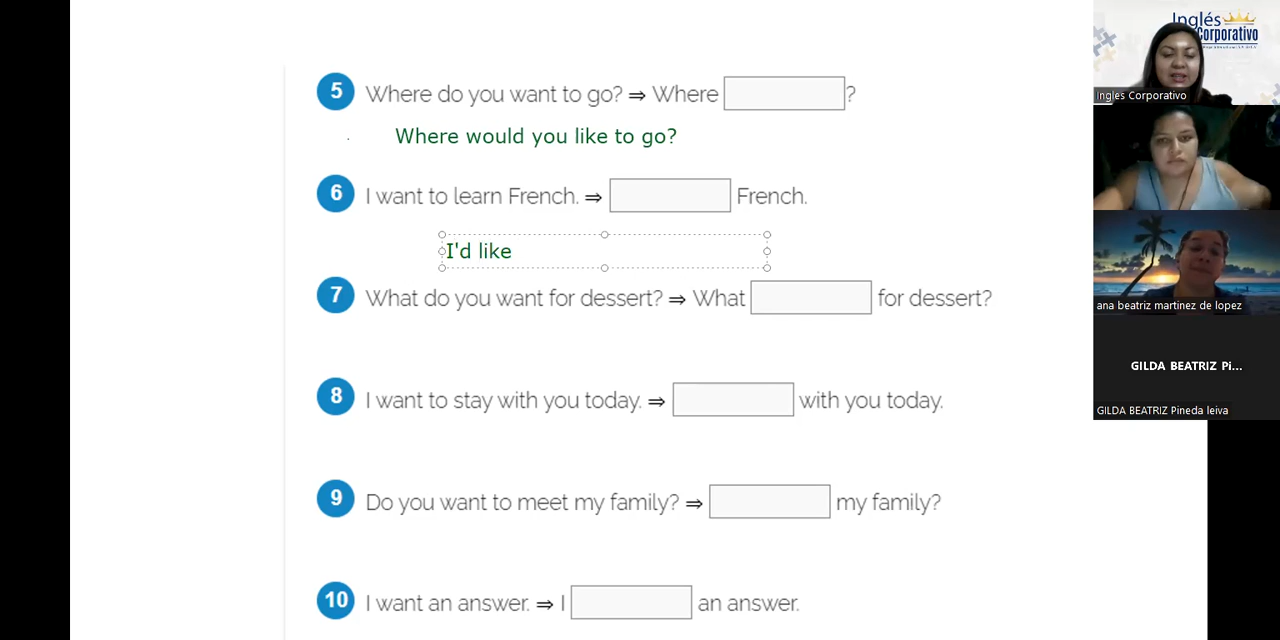 5 Where do you want to go? ⇒ Where ?
Where would you like to go?
6 I want to learn French. ⇒ French.
I'd like
7 What do you want for dessert? ⇒ What for dessert?
8 I want to stay with you today. ⇒ with you today.
9 Do you want to meet my family? ⇒ my family?
10 I want an answer. ⇒ I an answer.
Inglés
Corporativo
Ingles Corporativo
ana beatriz martinez de lopez
GILDA BEATRIZ Pi...
GILDA BEATRIZ Pineda leiva